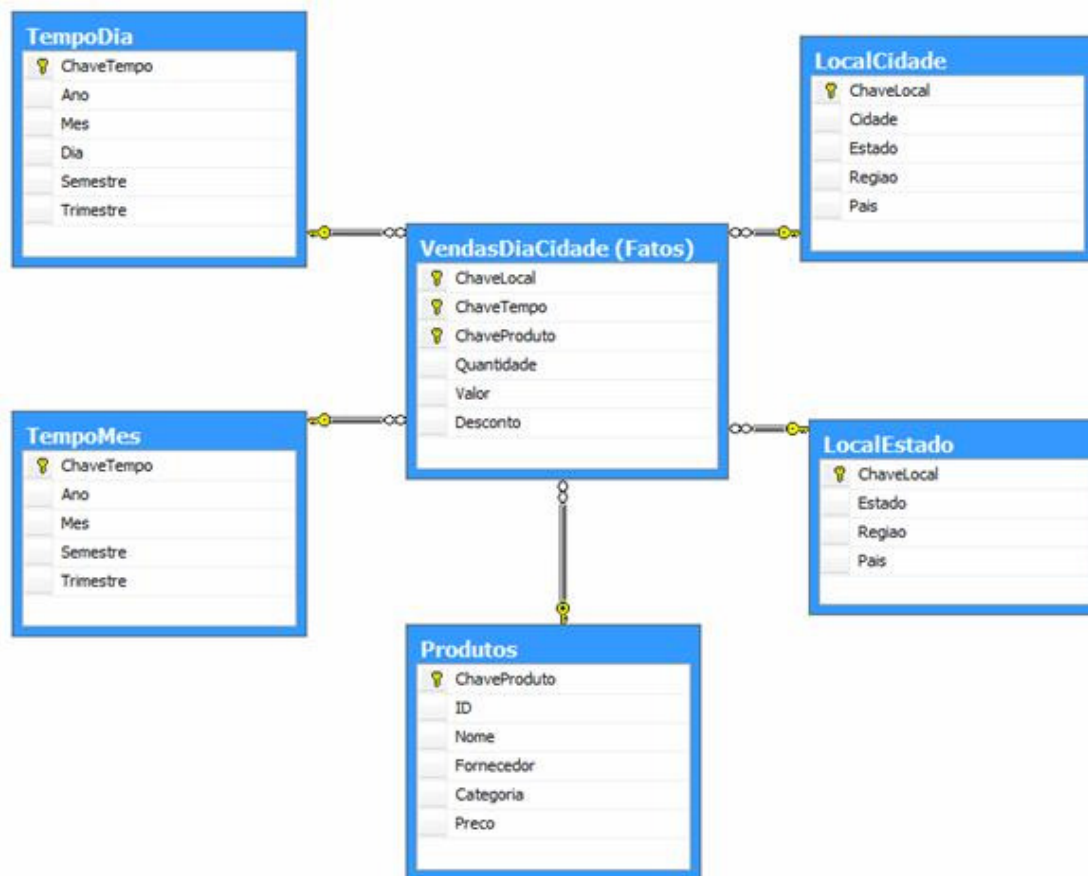 TempoDia
ChaveTempo
Ano
Mes
Dia
Semestre
Trimestre
LocalCidade
ChaveLocal
Cidade
Estado
Regiao
Pais
VendasDiaCidade (Fatos)
ChaveLocal
ChaveTempo
ChaveProduto
Quantidade
Valor
Desconto
TempoMes
ChaveTempo
Ano
Mes
Semestre
Trimestre
LocalEstado
ChaveLocal
Estado
Regiao
Pais
Produtos
ChaveProduto
ID
Nome
Fornecedor
Categoria
Preco